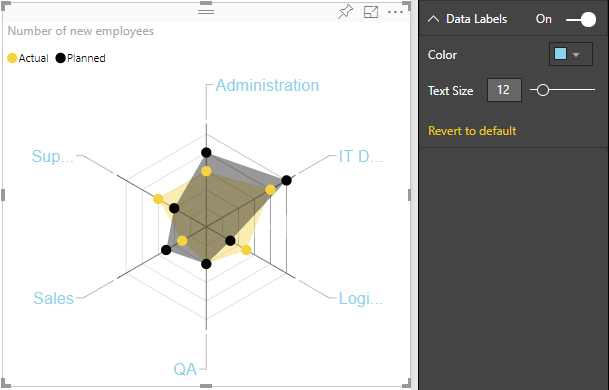 Number of new employees
Actual Planned
Administration
Sup...
IT D...
Sales
Logi...
QA
Data Labels On
Color
Text Size 12
Revert to default